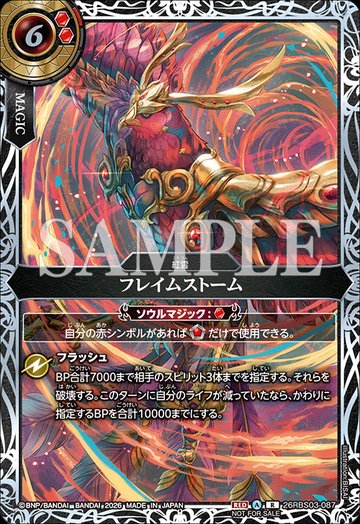 6
MAGIC
SAMPLE
紅雲
フレイムストーム
ソウルマジック:
自分の赤シンボルがあれば だけで使用できる。
フラッシュ
BP合計7000まで相手のスピリット3体までを指定する。それらを
破壊する。このターンに自分のライフが減っていたなら、かわりに
指定するBPを合計10000までにする。
RED A R 26RBS03-087
©BNP/BANDAI BANDAI 2026 MADE IN JAPAN NOT FOR SALE